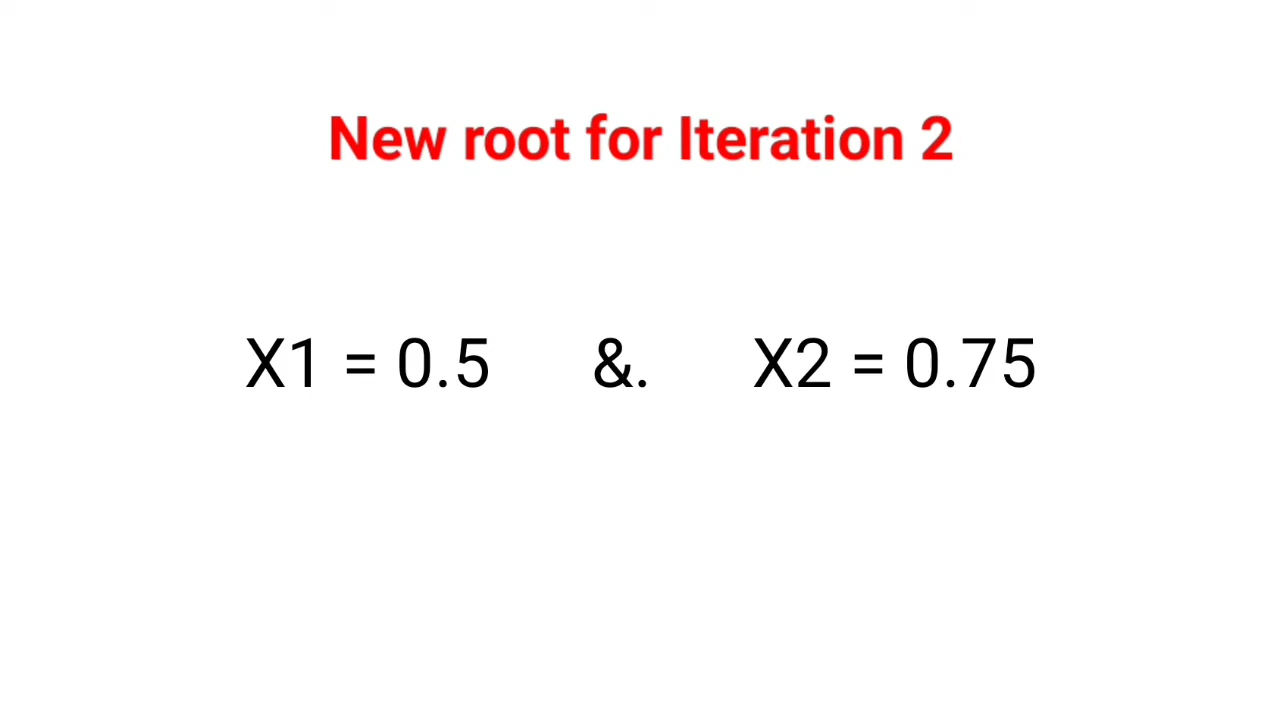 New root for Iteration 2
X1 = 0.5 &. X2 = 0.75